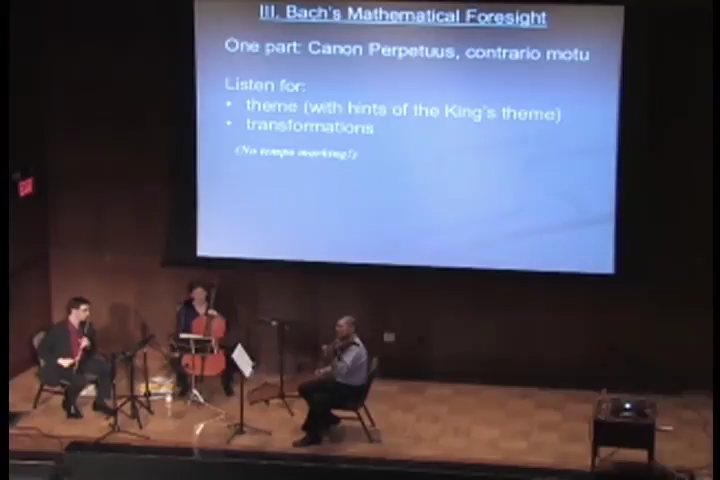 III. Bach's Mathematical Foresight
One part: Canon Perpetuus, contrario motu
Listen for:
• theme (with hints of the King's theme)
• transformations
(No tempo marking!)
EXIT